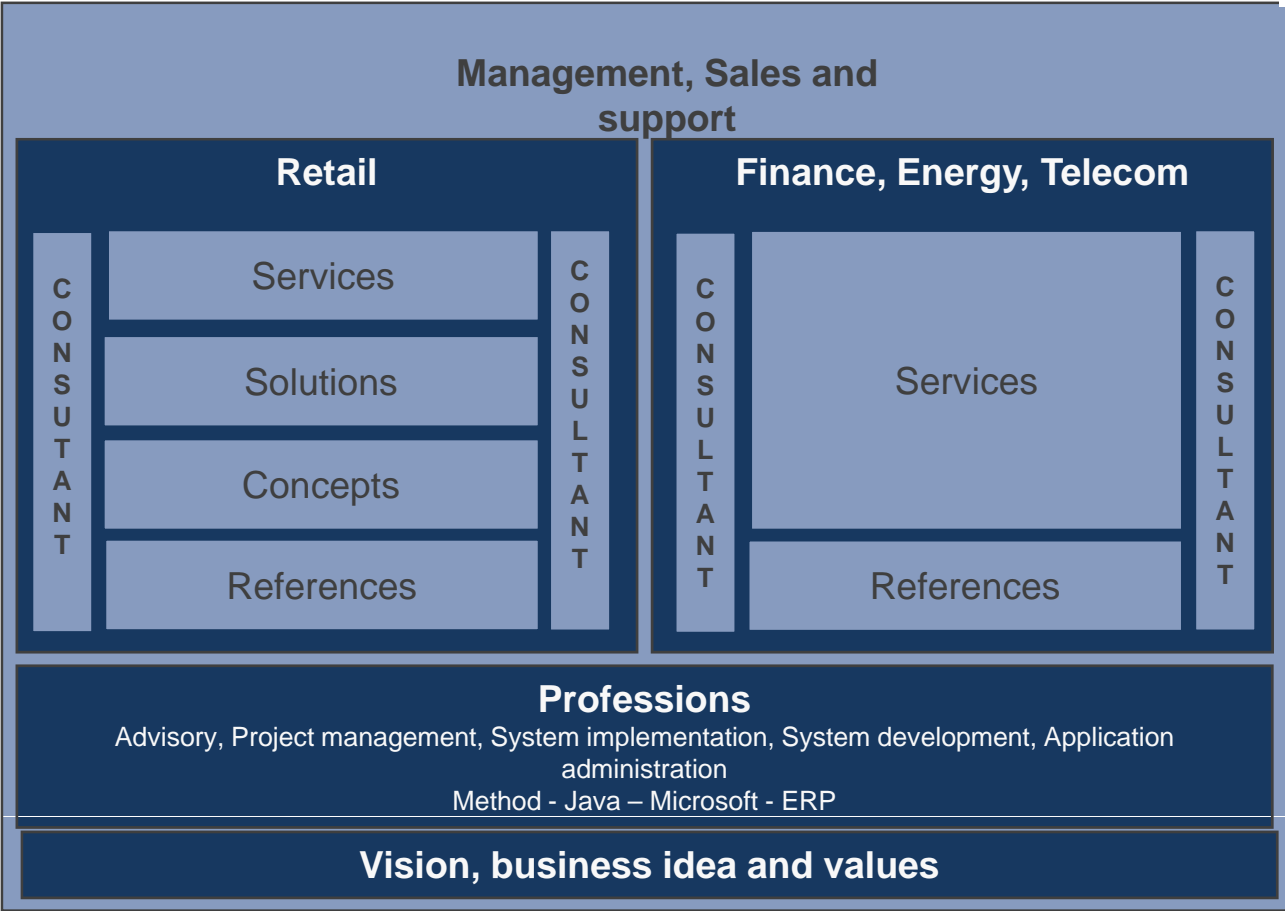 Management, Sales and
support
Retail
CONSUTANT
Services
Solutions
Concepts
References
CONSULTANT
Finance, Energy, Telecom
CONSULTANT
Services
References
CONSULTANT
Professions
Advisory, Project management, System implementation, System development, Application
administration
Method - Java – Microsoft - ERP
Vision, business idea and values